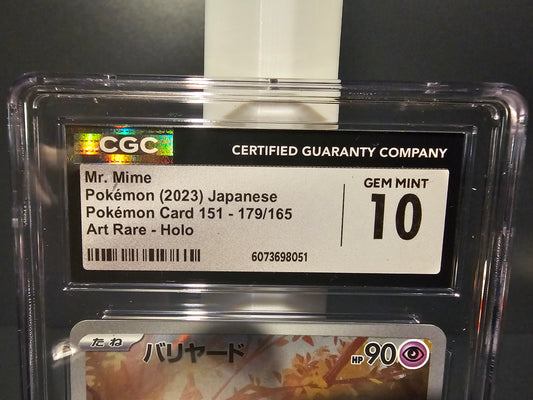 CGC
CERTIFIED GUARANTY COMPANY
Mr. Mime
Pokémon (2023) Japanese
Pokémon Card 151 - 179/165
Art Rare - Holo
GEM MINT
10
6073698051
たね
バリヤード
HP 90